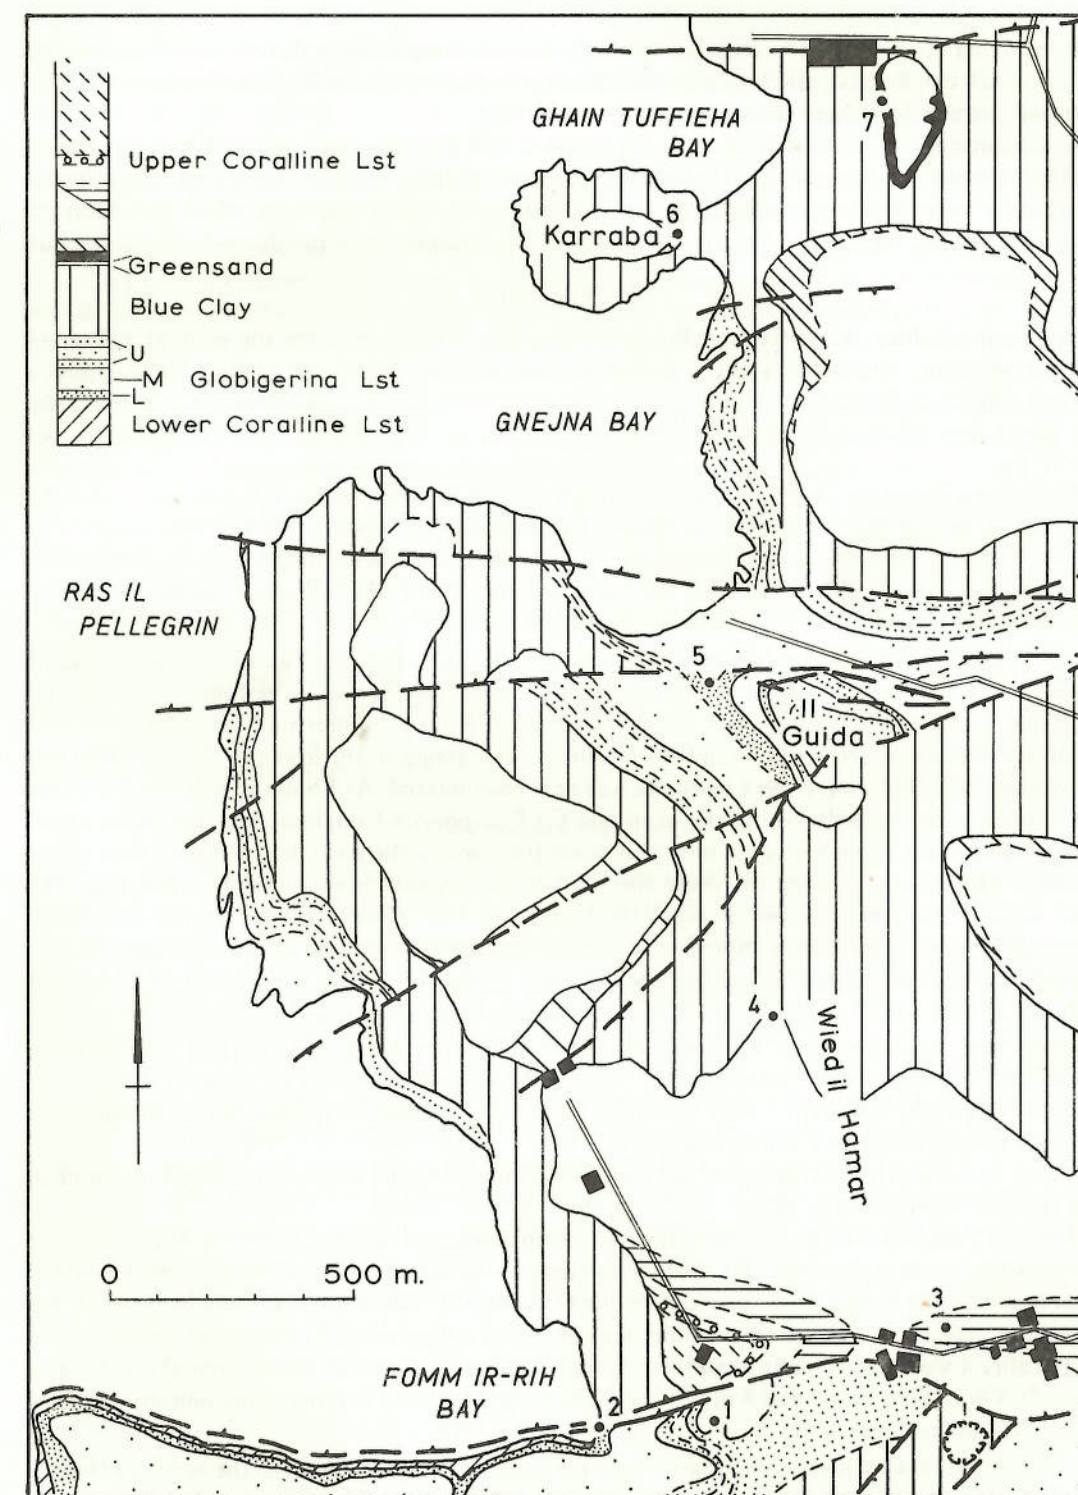 GHAIN TUFFIEHA
BAY
7
Upper Coralline Lst
6
Karraba
Greensand
Blue Clay
U
M Globigerina Lst
L
Lower Coralline Lst
GNEJNA BAY
RAS IL
PELLEGRIN
5
Il
Guida
4
Wied il Hamar
0 500 m.
3
FOMM IR-RIH
BAY
2
1